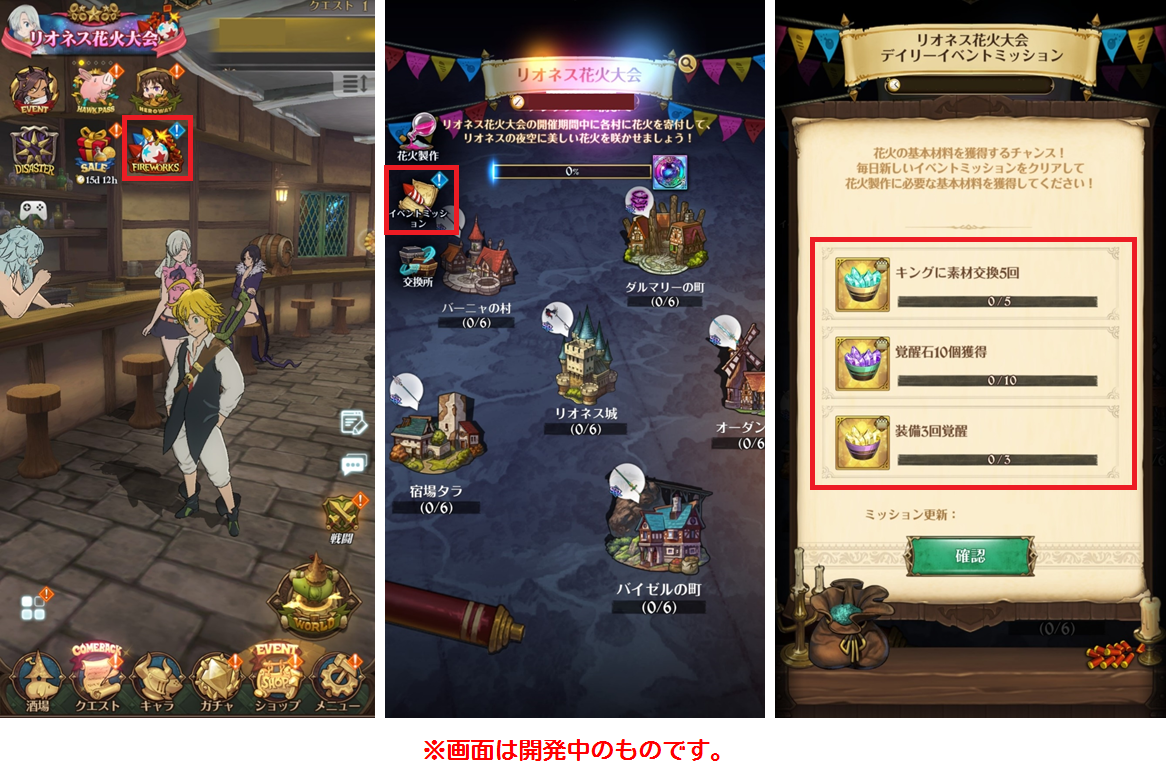 クエスト 1
リオネス花火大会
EVENT
HAWK PASS
HERO WAY
DISASTER
SALE
FIREWORKS
15d 12h
戦闘
WORLD
COMEBACK
EVENT
SHOP
酒場
クエスト
キャラ
ガチャ
ショップ
メニュー
リオネス花火大会
リオネス花火大会の開催期間中に各村に花火を寄付して、
リオネスの夜空に美しい花火を咲かせましょう！
花火製作
0%
イベントミッシ
ョン
交換所
バーニャの村
(0/6)
ダルマリーの町
(0/6)
リオネス城
(0/6)
オーダン
(0/6
宿場タラ
(0/6)
バイゼルの町
(0/6)
リオネス花火大会
デイリーイベントミッション
花火の基本材料を獲得するチャンス！
毎日新しいイベントミッションをクリアして
花火製作に必要な基本材料を獲得してください！
キングに素材交換5回
0/5
覚醒石10個獲得
0/10
装備3回覚醒
0/3
ミッション更新：
確認
(0/6)
※画面は開発中のものです。